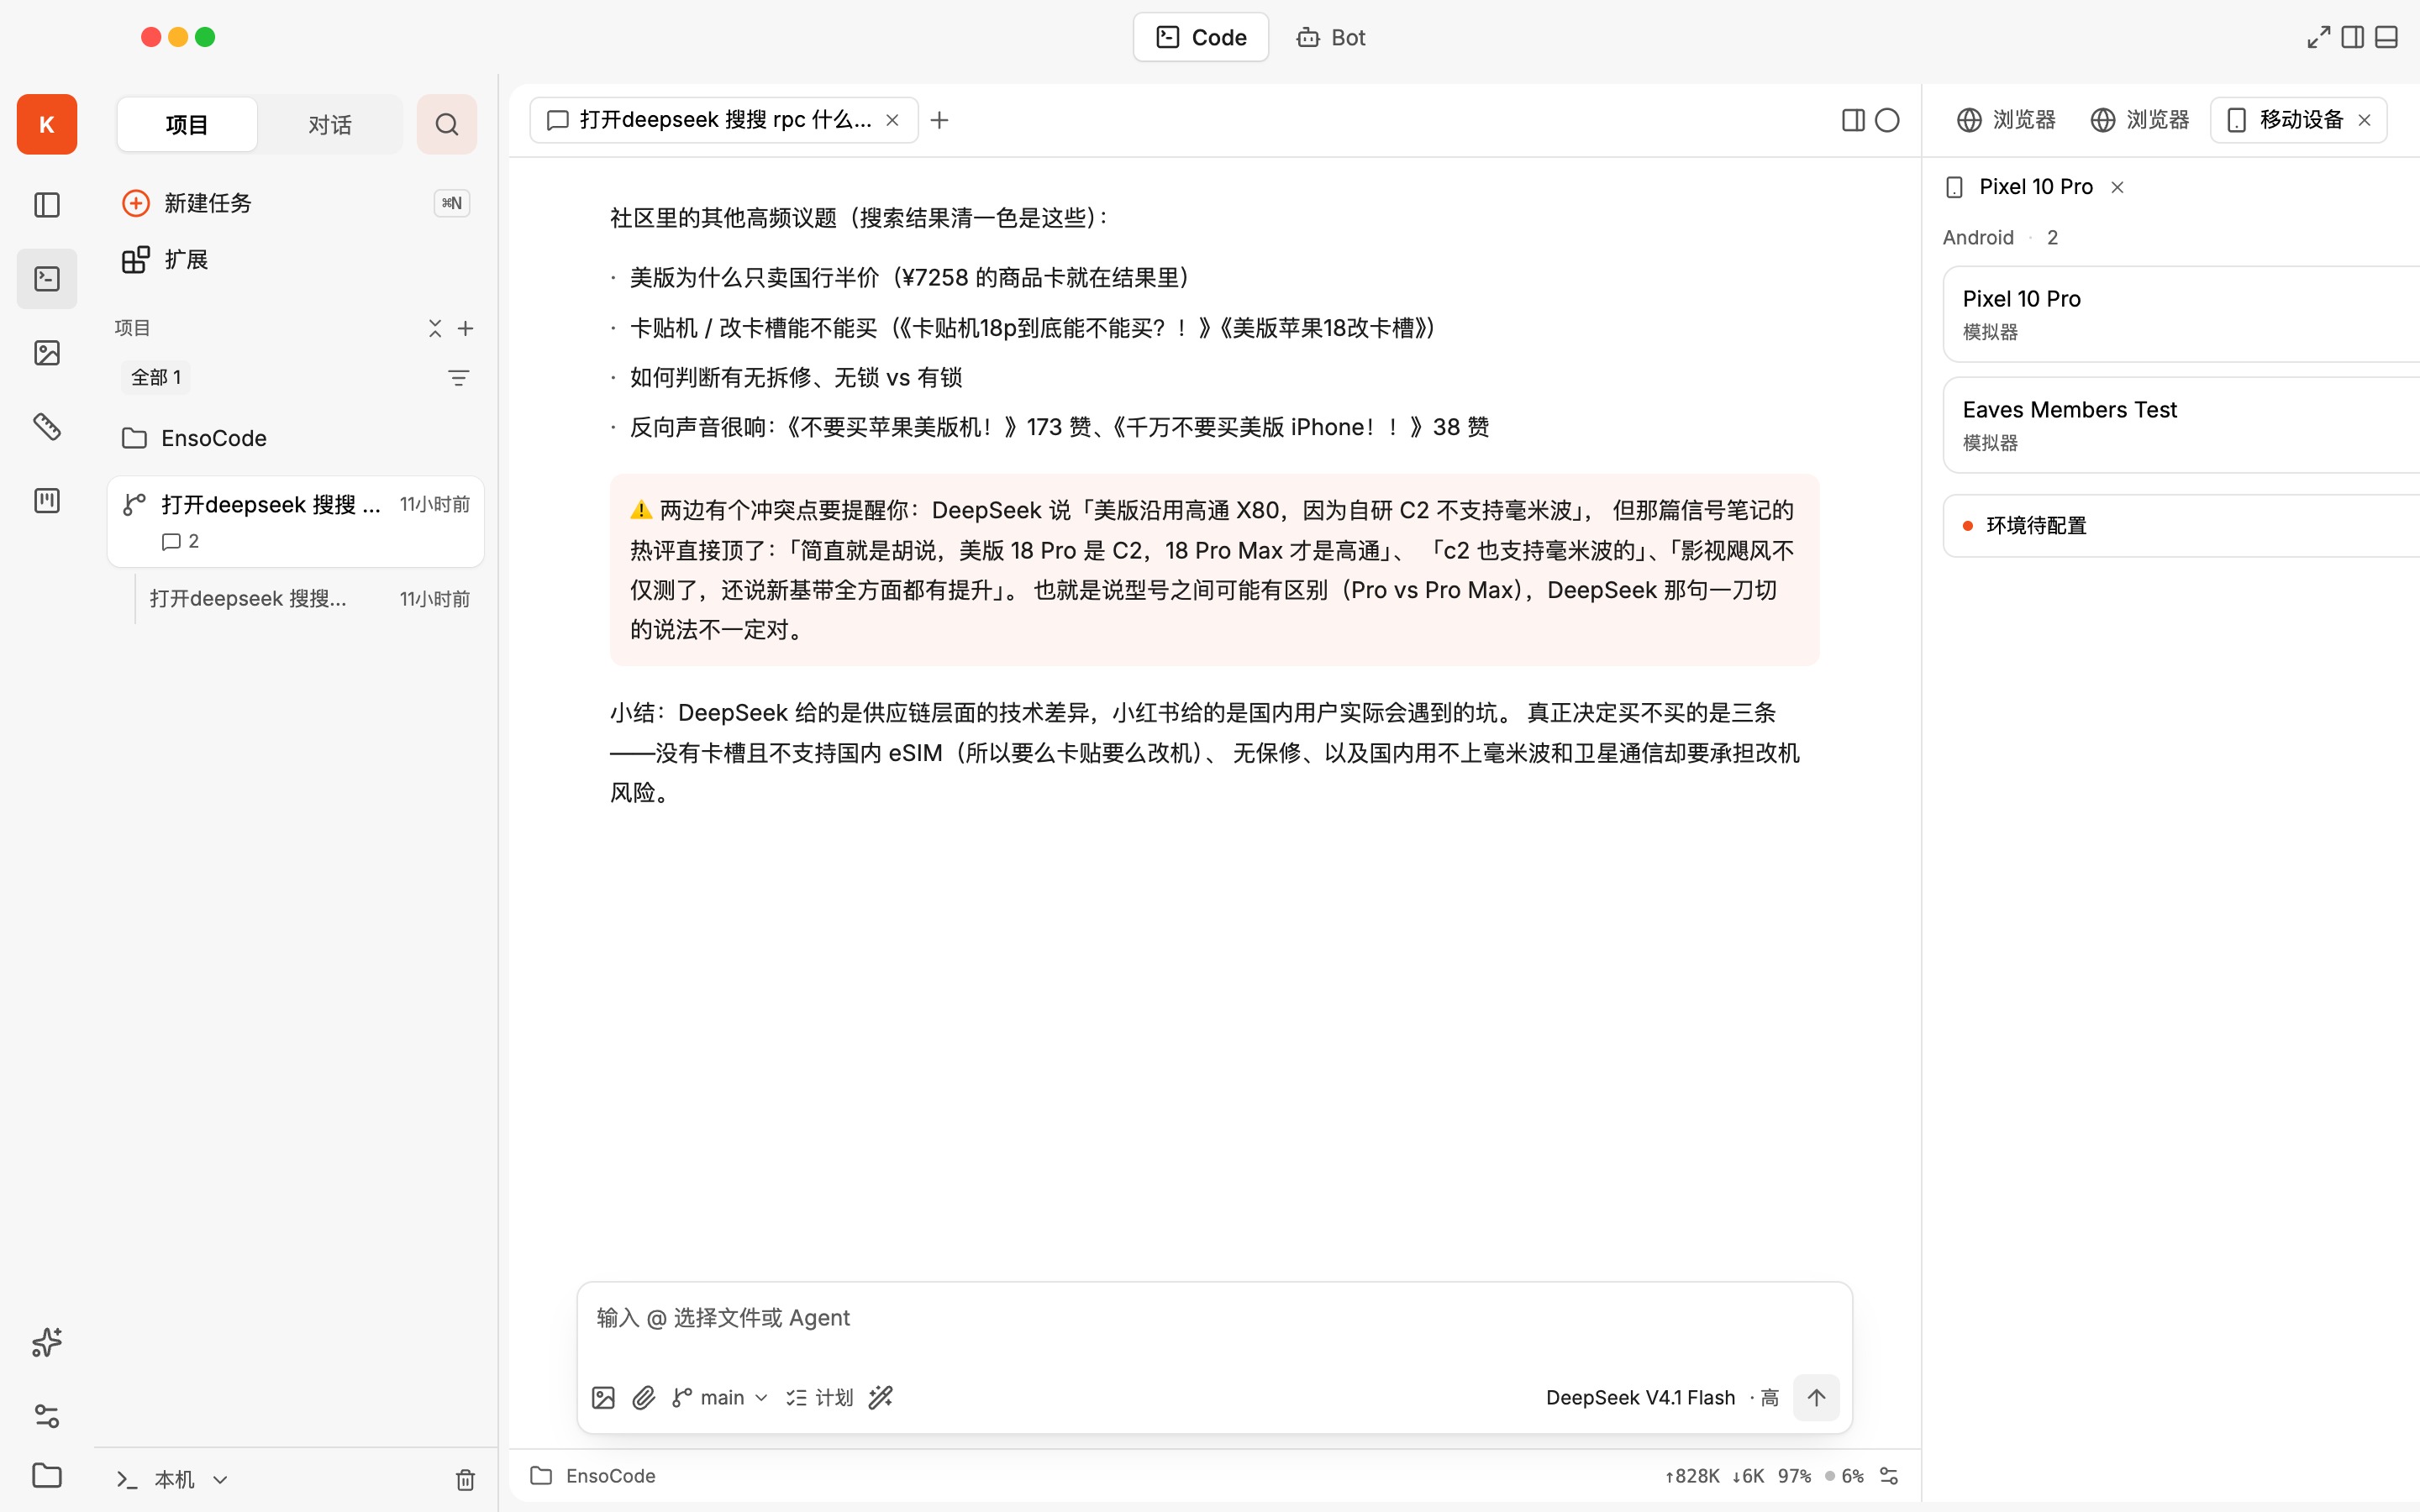 Code
Bot
K
项目
对话
新建任务
⌘N
扩展
项目
全部 1
EnsoCode
打开deepseek 搜搜 ...
11小时前
2
打开deepseek 搜搜...
11小时前
打开deepseek 搜搜 rpc 什么...
社区里的其他高频议题（搜索结果清一色是这些）：
· 美版为什么只卖国行半价（¥7258 的商品卡就在结果里）
· 卡贴机 / 改卡槽能不能买（《卡贴机18p到底能不能买？！》《美版苹果18改卡槽》）
· 如何判断有无拆修、无锁 vs 有锁
· 反向声音很响：《不要买苹果美版机！》173 赞、《千万不要买美版 iPhone！！》38 赞
⚠️ 两边有个冲突点要提醒你：DeepSeek 说「美版沿用高通 X80，因为自研 C2 不支持毫米波」， 但那篇信号笔记的
热评直接顶了：「简直就是胡说，美版 18 Pro 是 C2，18 Pro Max 才是高通」、 「c2 也支持毫米波的」、「影视飓风不
仅测了，还说新基带全方面都有提升」。 也就是说型号之间可能有区别（Pro vs Pro Max），DeepSeek 那句一刀切
的说法不一定对。
小结：DeepSeek 给的是供应链层面的技术差异，小红书给的是国内用户实际会遇到的坑。 真正决定买不买的是三条
——没有卡槽且不支持国内 eSIM（所以要么卡贴要么改机）、 无保修、以及国内用不上毫米波和卫星通信却要承担改机
风险。
输入 @ 选择文件或 Agent
main
计划
DeepSeek V4.1 Flash · 高
EnsoCode
↑828K ↓6K 97% 6%
本机
浏览器
浏览器
移动设备
Pixel 10 Pro
Android · 2
Pixel 10 Pro
模拟器
Eaves Members Test
模拟器
环境待配置